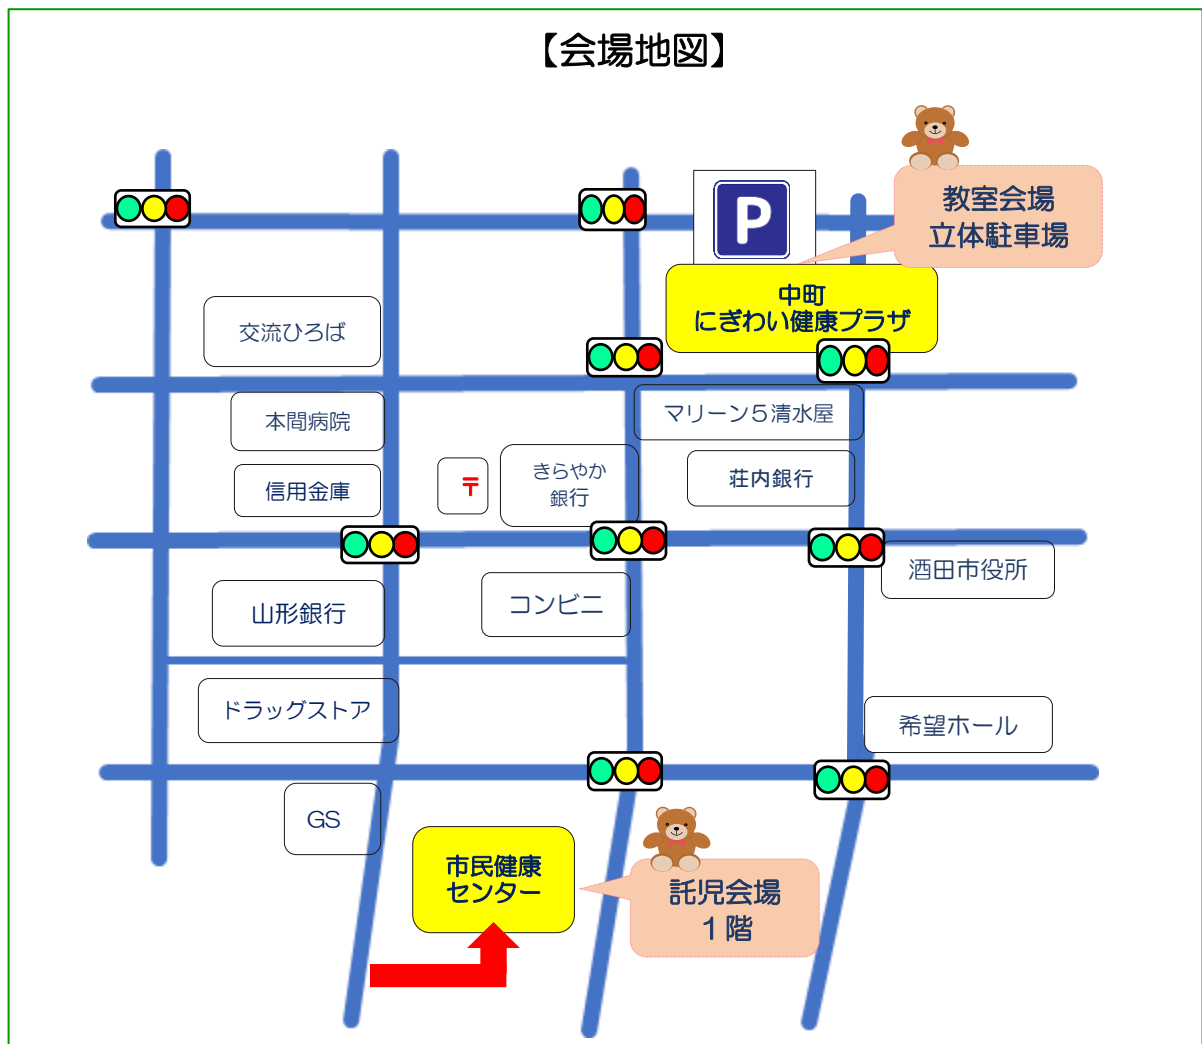 【会場地図】
P
教室会場
立体駐車場
中町
にぎわい健康プラザ
交流ひろば
本間病院
マリーン５清水屋
信用金庫
〒
きらやか
銀行
荘内銀行
酒田市役所
山形銀行
コンビニ
ドラッグストア
希望ホール
GS
市民健康
センター
託児会場
１階